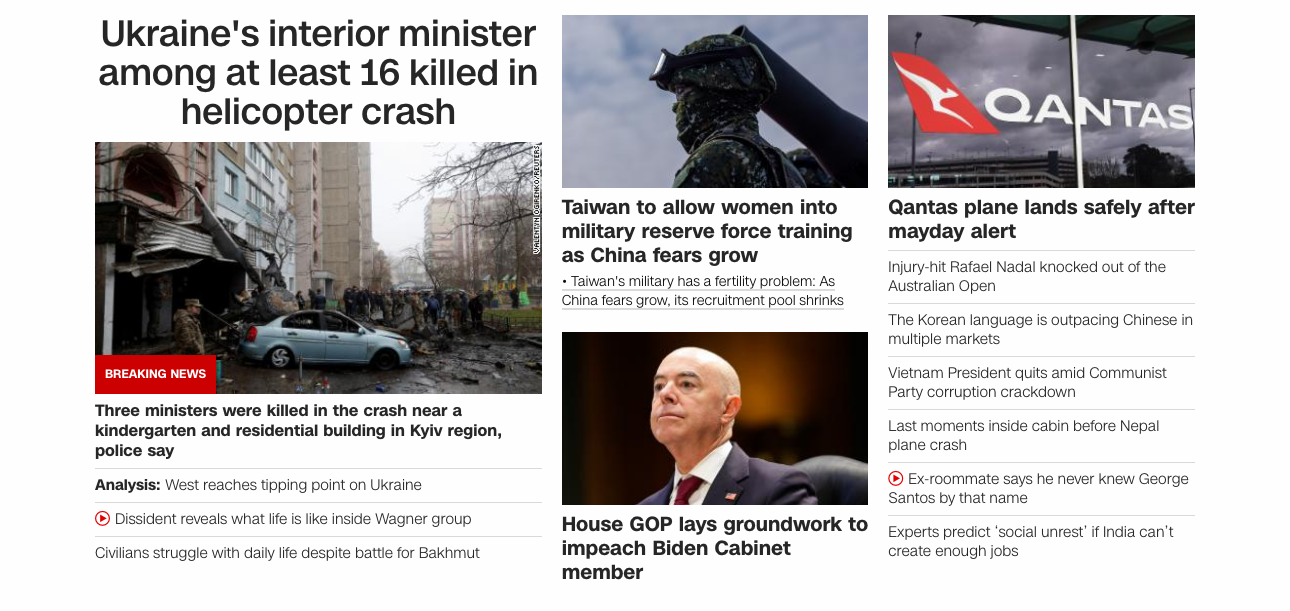 Ukraine's interior minister
among at least 16 killed in
helicopter crash
VALENTYN OGIRENKO/REUTERS
BREAKING NEWS
Three ministers were killed in the crash near a
kindergarten and residential building in Kyiv region,
police say
Analysis: West reaches tipping point on Ukraine
Dissident reveals what life is like inside Wagner group
Civilians struggle with daily life despite battle for Bakhmut
Taiwan to allow women into
military reserve force training
as China fears grow
• Taiwan's military has a fertility problem: As
China fears grow, its recruitment pool shrinks
House GOP lays groundwork to
impeach Biden Cabinet
member
QANTAS
Qantas plane lands safely after
mayday alert
Injury-hit Rafael Nadal knocked out of the
Australian Open
The Korean language is outpacing Chinese in
multiple markets
Vietnam President quits amid Communist
Party corruption crackdown
Last moments inside cabin before Nepal
plane crash
Ex-roommate says he never knew George
Santos by that name
Experts predict ‘social unrest’ if India can’t
create enough jobs